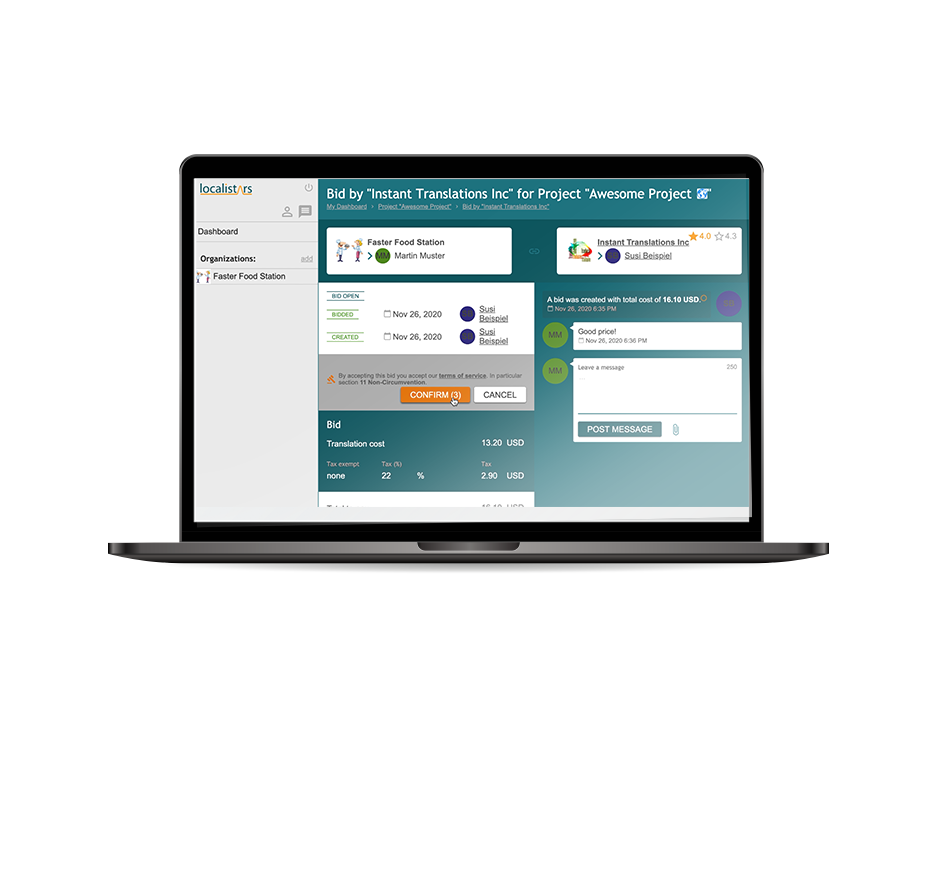 localistars
Dashboard
Organizations: add
Faster Food Station
Bid by "Instant Translations Inc" for Project "Awesome Project
My Dashboard › Project "Awesome Project" › Bid by "Instant Translations Inc"
Faster Food Station
MM Martin Muster
Instant Translations Inc 4.0 4.3
Susi Beispiel
BID OPEN
BIDDED Nov 26, 2020 Susi
Beispiel
CREATED Nov 26, 2020 Susi
Beispiel
By accepting this bid you accept our terms of service. In particular
section 11 Non-Circumvention.
CONFIRM (3) CANCEL
Bid
Translation cost 13.20 USD
Tax exempt Tax (%) Tax
none 22 % 2.90 USD
A bid was created with total cost of 16.10 USD.
Nov 26, 2020 6:35 PM
MM Good price!
Nov 26, 2020 6:36 PM
MM Leave a message 250
...
POST MESSAGE